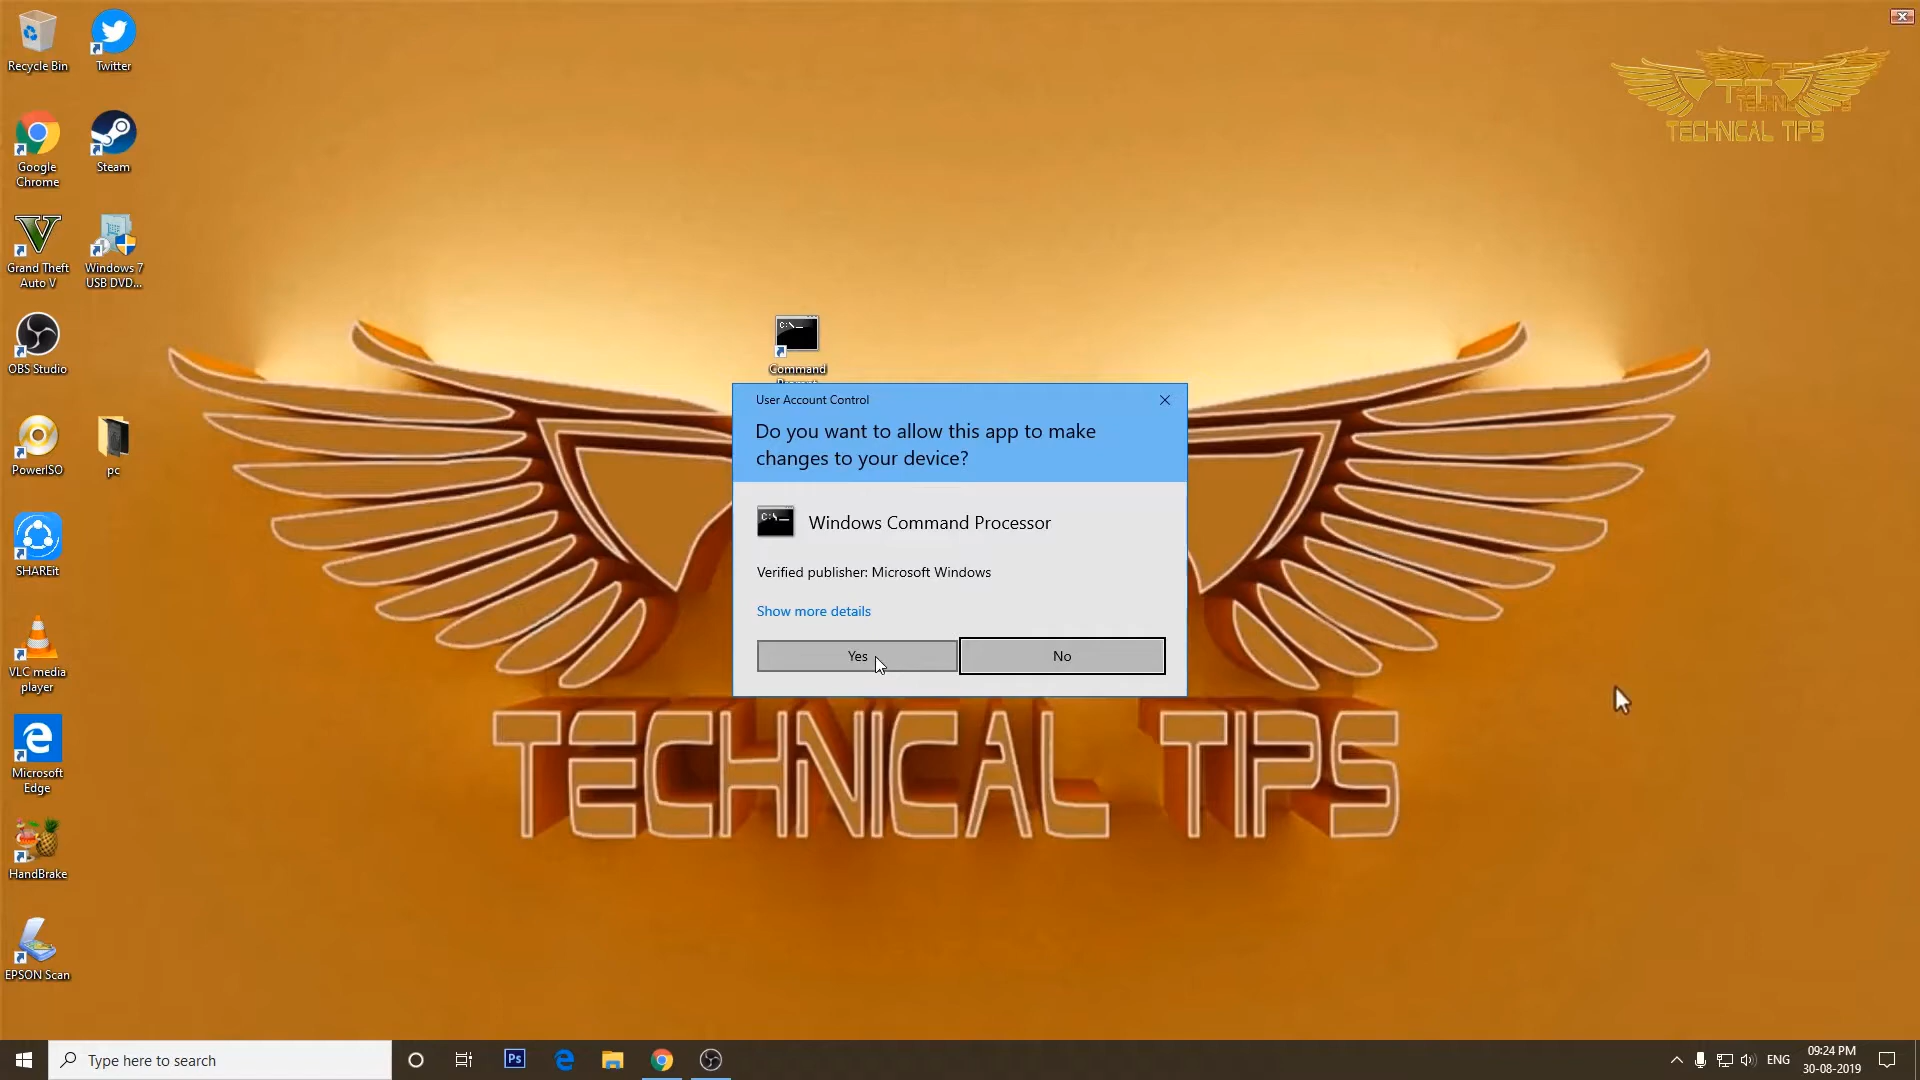 Recycle Bin
Twitter
Google
Chrome
Steam
Grand Theft
Auto V
Windows 7
USB DVD...
OBS Studio
PowerISO
pc
SHAREit
VLC media
player
Microsoft
Edge
HandBrake
EPSON Scan
TECHNICAL TIPS
C:\_
Command
User Account Control
Do you want to allow this app to make
changes to your device?
C:\_
Windows Command Processor
Verified publisher: Microsoft Windows
Show more details
Yes
No
TECHNICAL TIPS
Type here to search
Ps
ENG
09:24 PM
30-08-2019